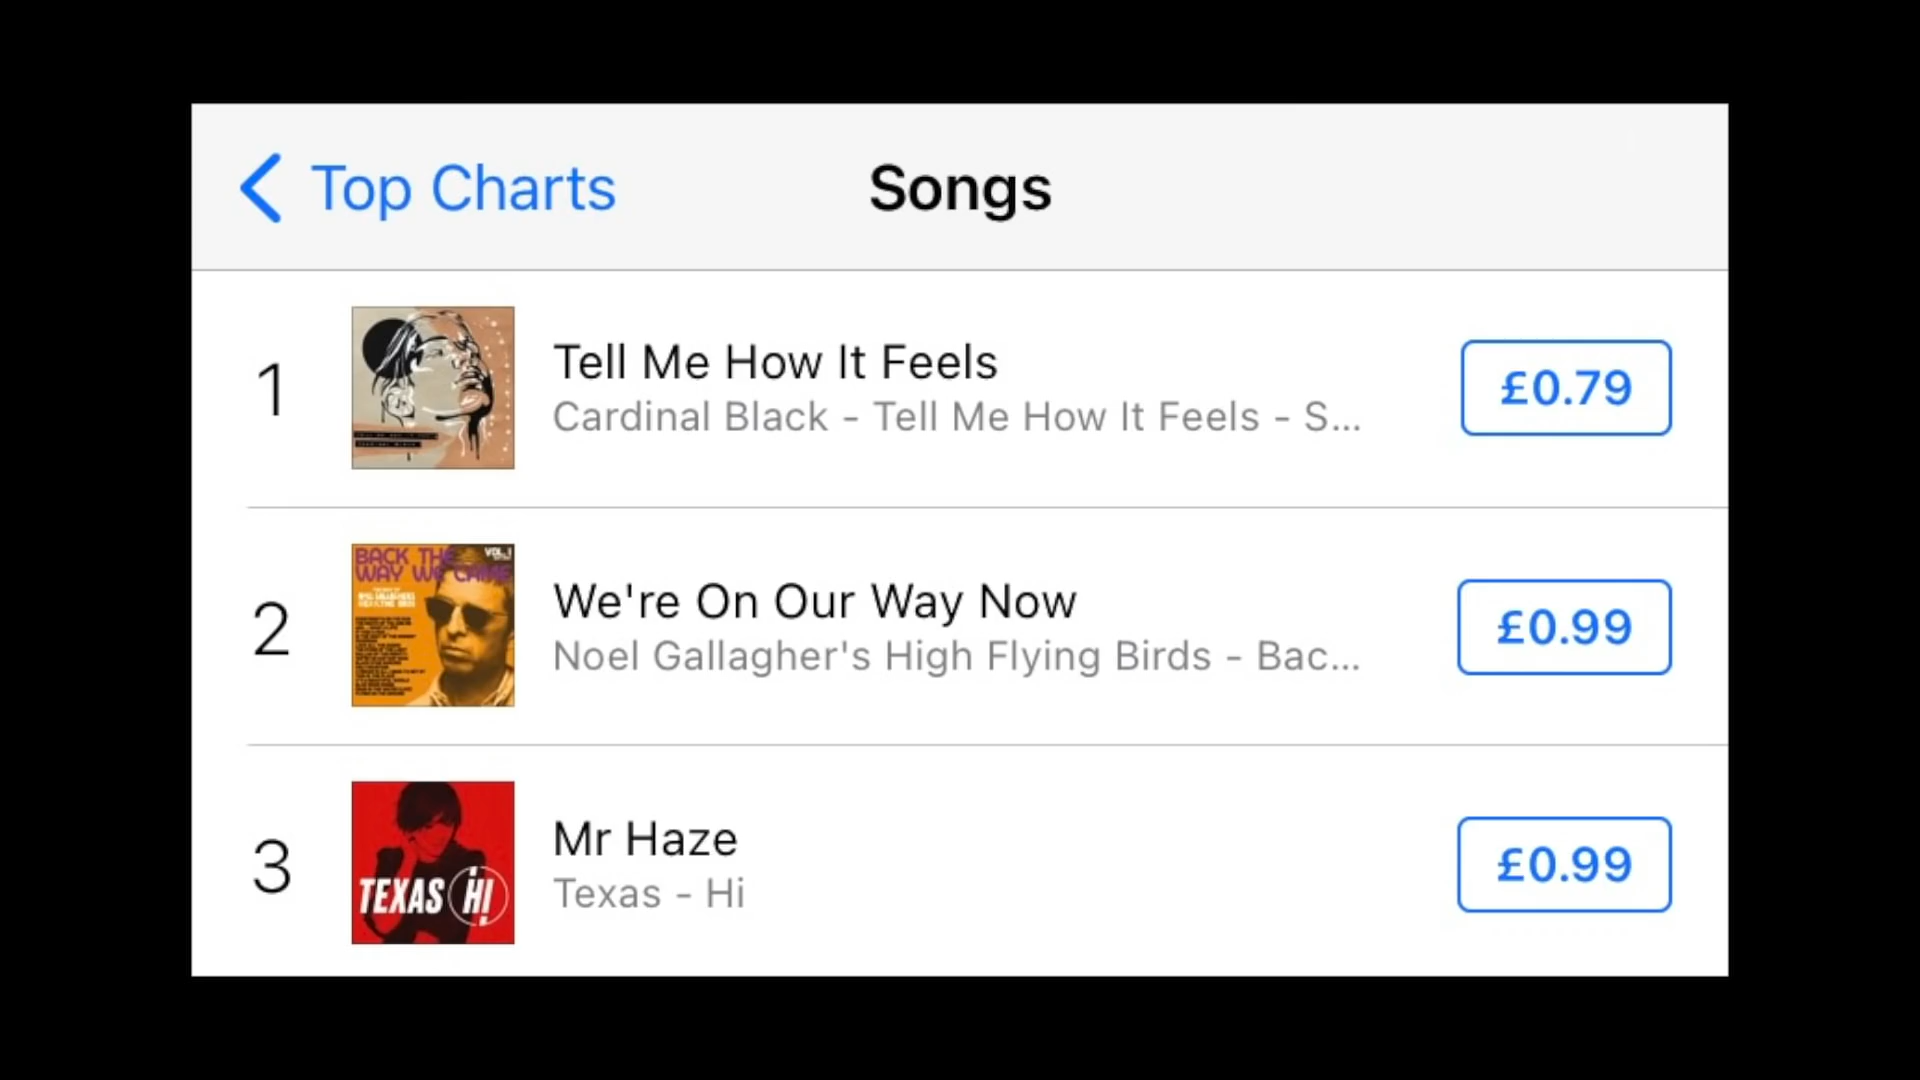 Top Charts
Songs
1
Tell Me How It Feels
Cardinal Black - Tell Me How It Feels - S...
£0.79
BACK THE
WAY WE CAME
VOL.1
2
We're On Our Way Now
Noel Gallagher's High Flying Birds - Bac...
£0.99
3
TEXAS HI
Mr Haze
Texas - Hi
£0.99